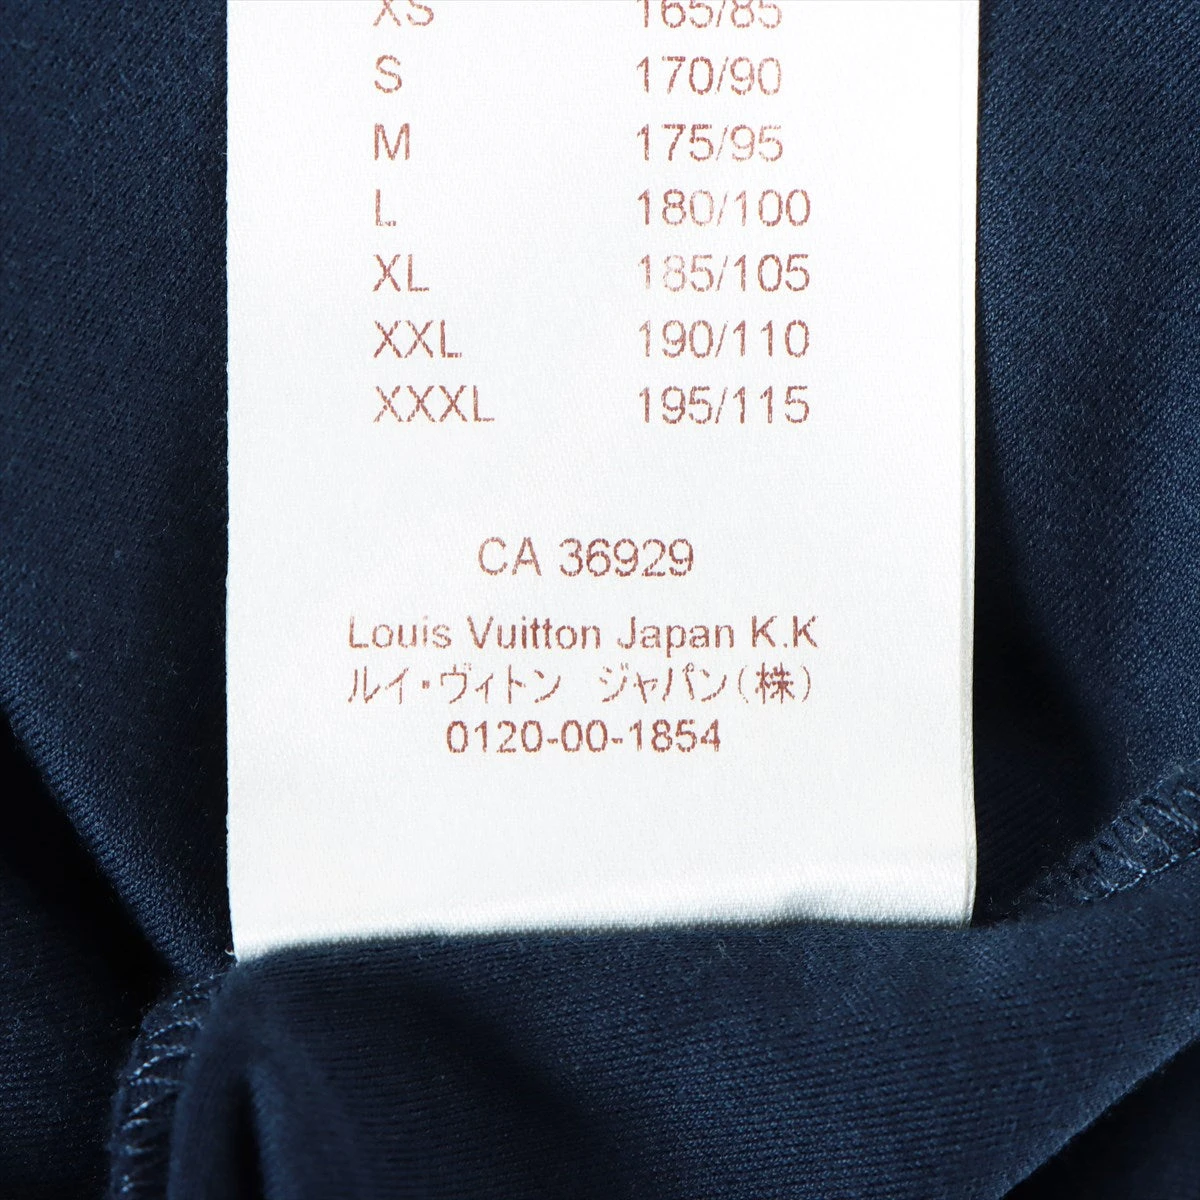 XS 165/85
S 170/90
M 175/95
L 180/100
XL 185/105
XXL 190/110
XXXL 195/115
CA 36929
Louis Vuitton Japan K.K
ルイ・ヴィトン ジャパン(株)
0120-00-1854